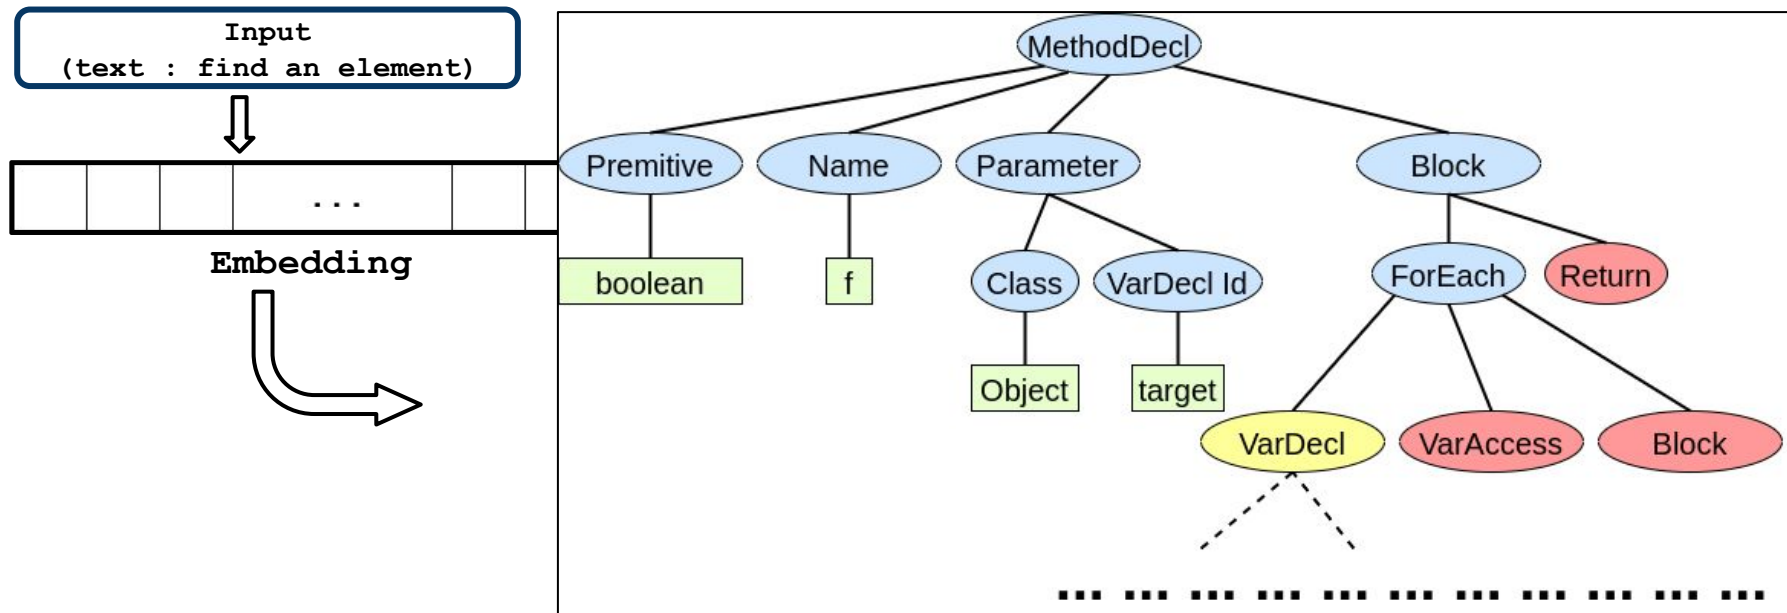 Input
(text : find an element)
...
Embedding
MethodDecl
Premitive
Name
Parameter
Block
boolean
f
Class
VarDecl Id
ForEach
Return
Object
target
VarDecl
VarAccess
Block
... ... ... ... ... ... ... ... ... ... ...